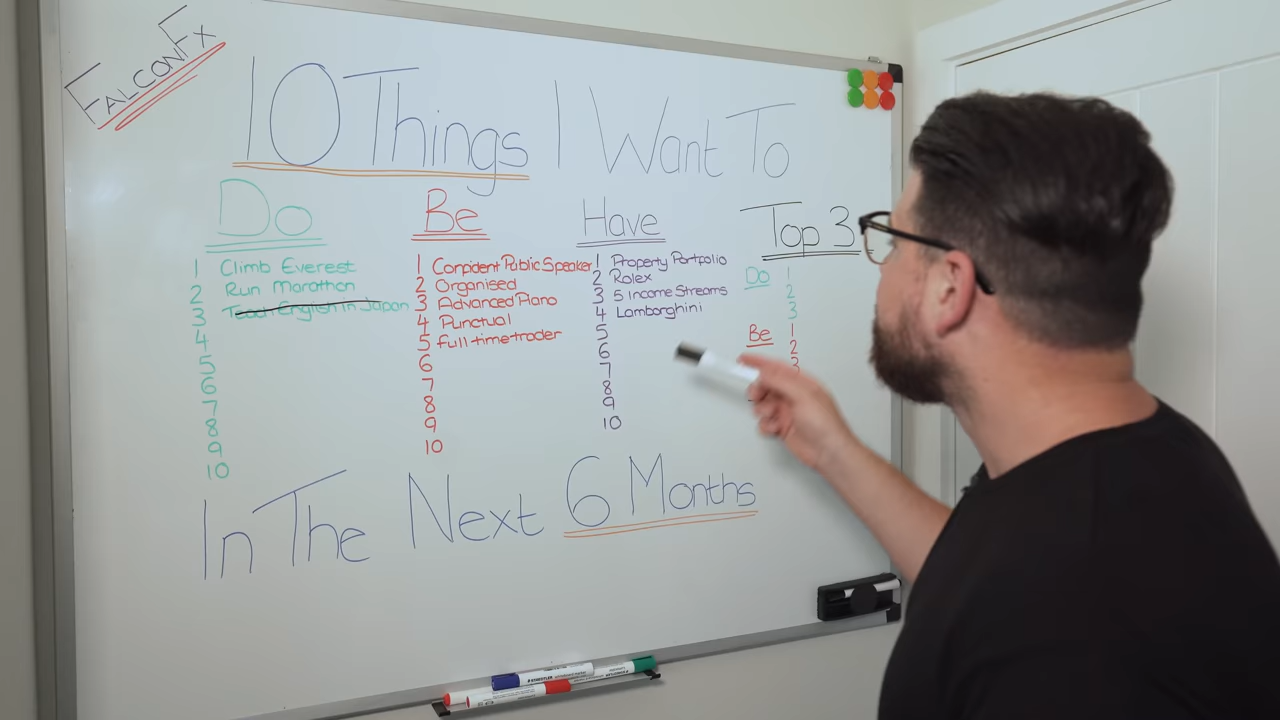 FALCONFX
10 Things I Want To
Do
1 Climb Everest
2 Run Marathon
3 Teach English in Japan
4
5
6
7
8
9
10
Be
1 Confident Public Speaker
2 Organised
3 Advanced Piano
4 Punctual
5 full-time trader
6
7
8
9
10
Have
1 Property Portfolio
2 Rolex
3 5 Income Streams
4 Lamborghini
5
6
7
8
9
10
Top 3
Do
1
2
3
Be
1
2
3
In The Next 6 Months